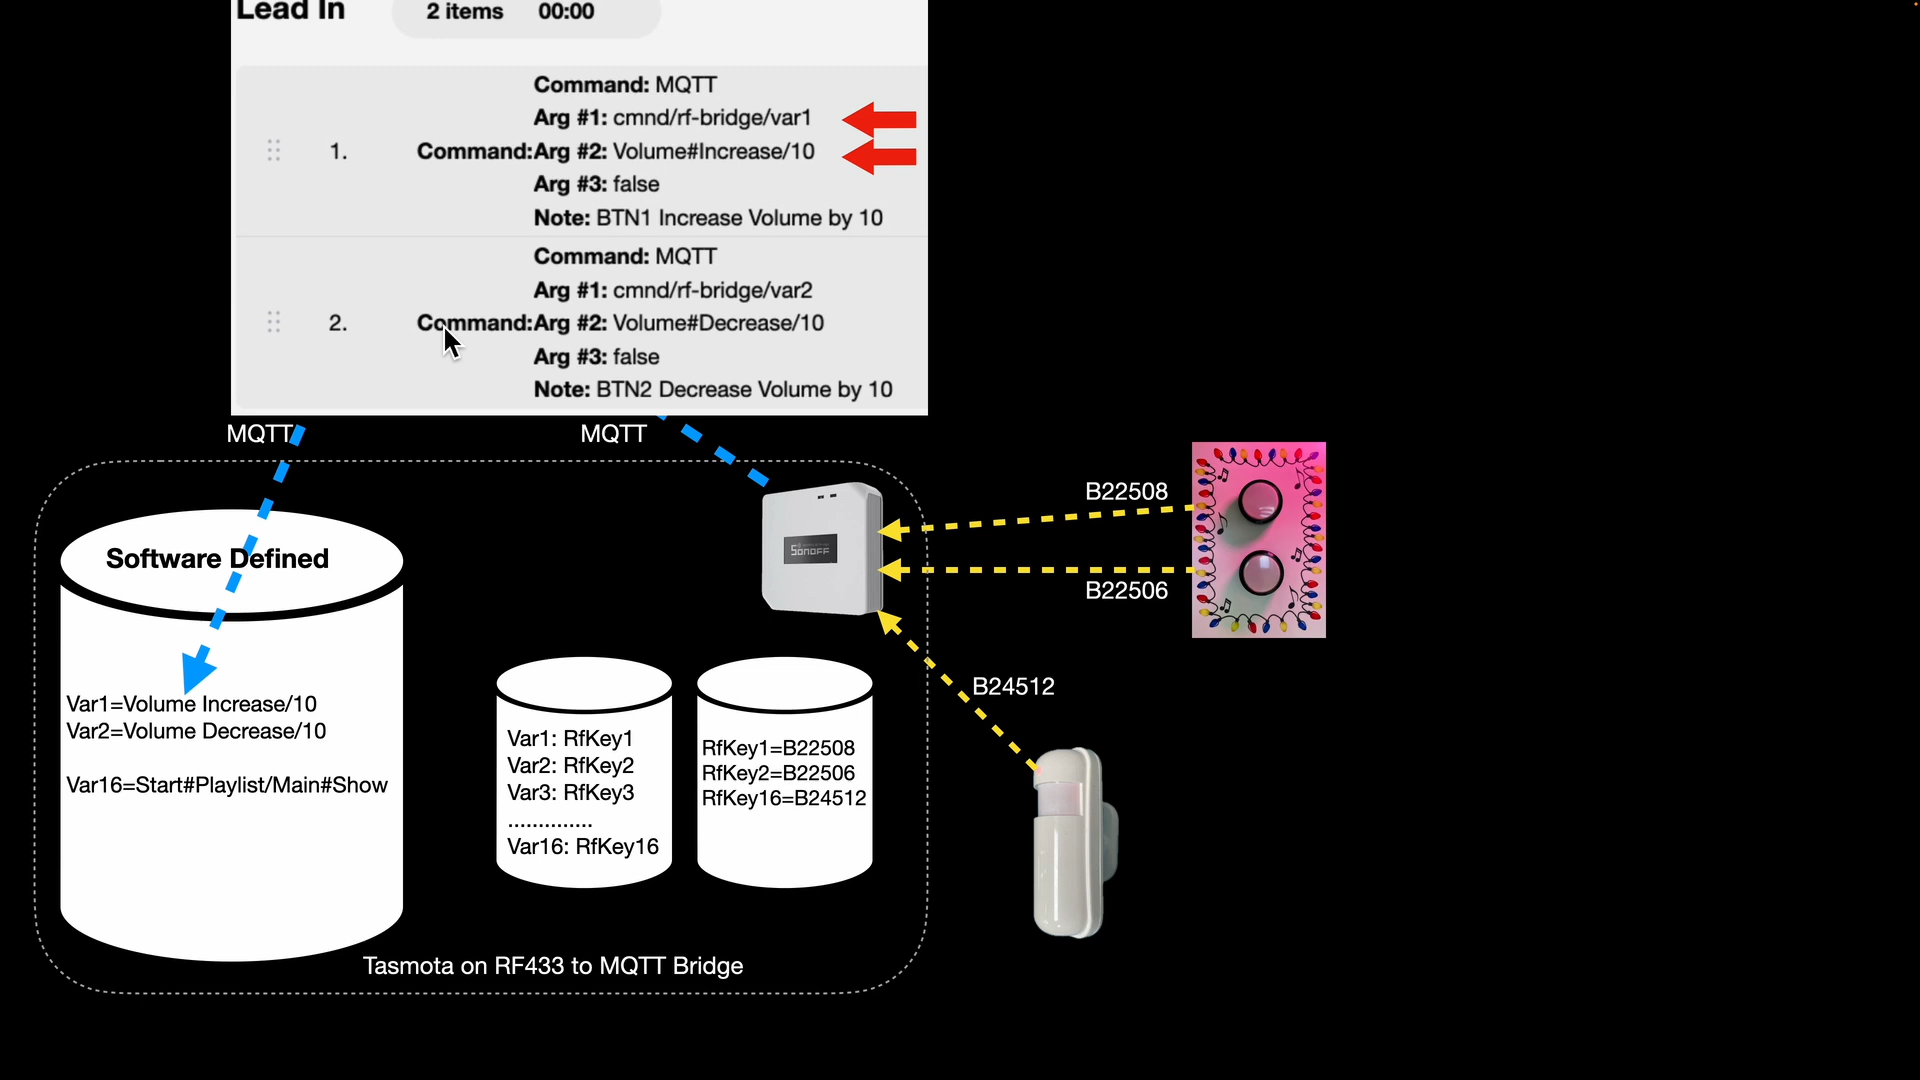 Lead In
2 items 00:00
Command: MQTT
Arg #1: cmnd/rf-bridge/var1
1. Command: Arg #2: Volume#Increase/10
Arg #3: false
Note: BTN1 Increase Volume by 10
Command: MQTT
Arg #1: cmnd/rf-bridge/var2
2. Command: Arg #2: Volume#Decrease/10
Arg #3: false
Note: BTN2 Decrease Volume by 10
MQTT
MQTT
Software Defined
Var1=Volume Increase/10
Var2=Volume Decrease/10
Var16=Start#Playlist/Main#Show
Var1: RfKey1
Var2: RfKey2
Var3: RfKey3
..............
Var16: RfKey16
RfKey1=B22508
RfKey2=B22506
RfKey16=B24512
SONOFF
B22508
B22506
B24512
Tasmota on RF433 to MQTT Bridge